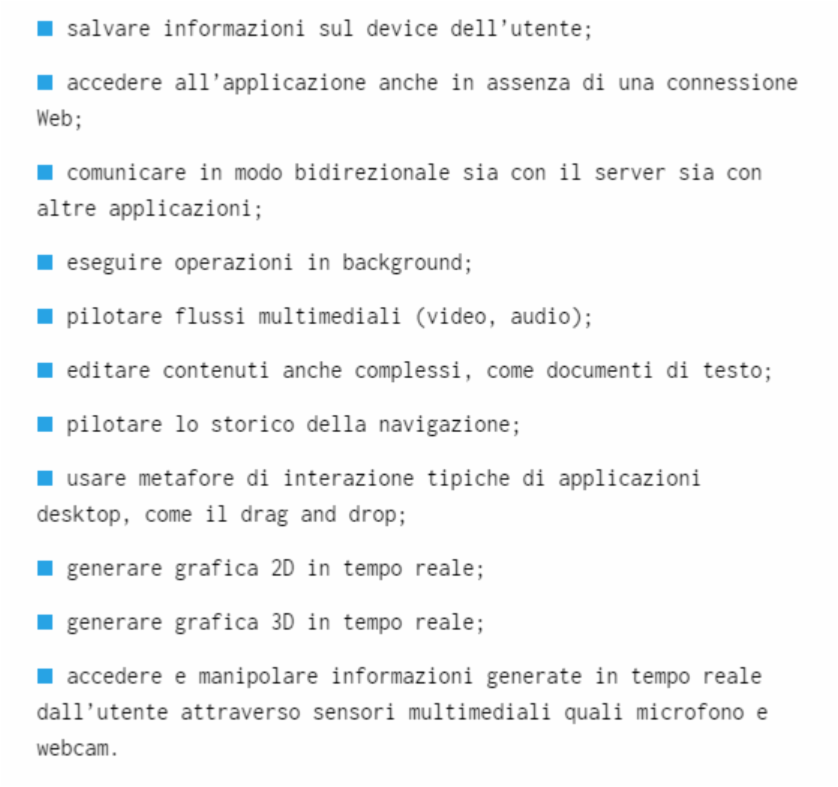 ■ salvare informazioni sul device dell'utente;
■ accedere all'applicazione anche in assenza di una connessione
Web;
■ comunicare in modo bidirezionale sia con il server sia con
altre applicazioni;
■ eseguire operazioni in background;
■ pilotare flussi multimediali (video, audio);
■ editare contenuti anche complessi, come documenti di testo;
■ pilotare lo storico della navigazione;
■ usare metafore di interazione tipiche di applicazioni
desktop, come il drag and drop;
■ generare grafica 2D in tempo reale;
■ generare grafica 3D in tempo reale;
■ accedere e manipolare informazioni generate in tempo reale
dall'utente attraverso sensori multimediali quali microfono e
webcam.